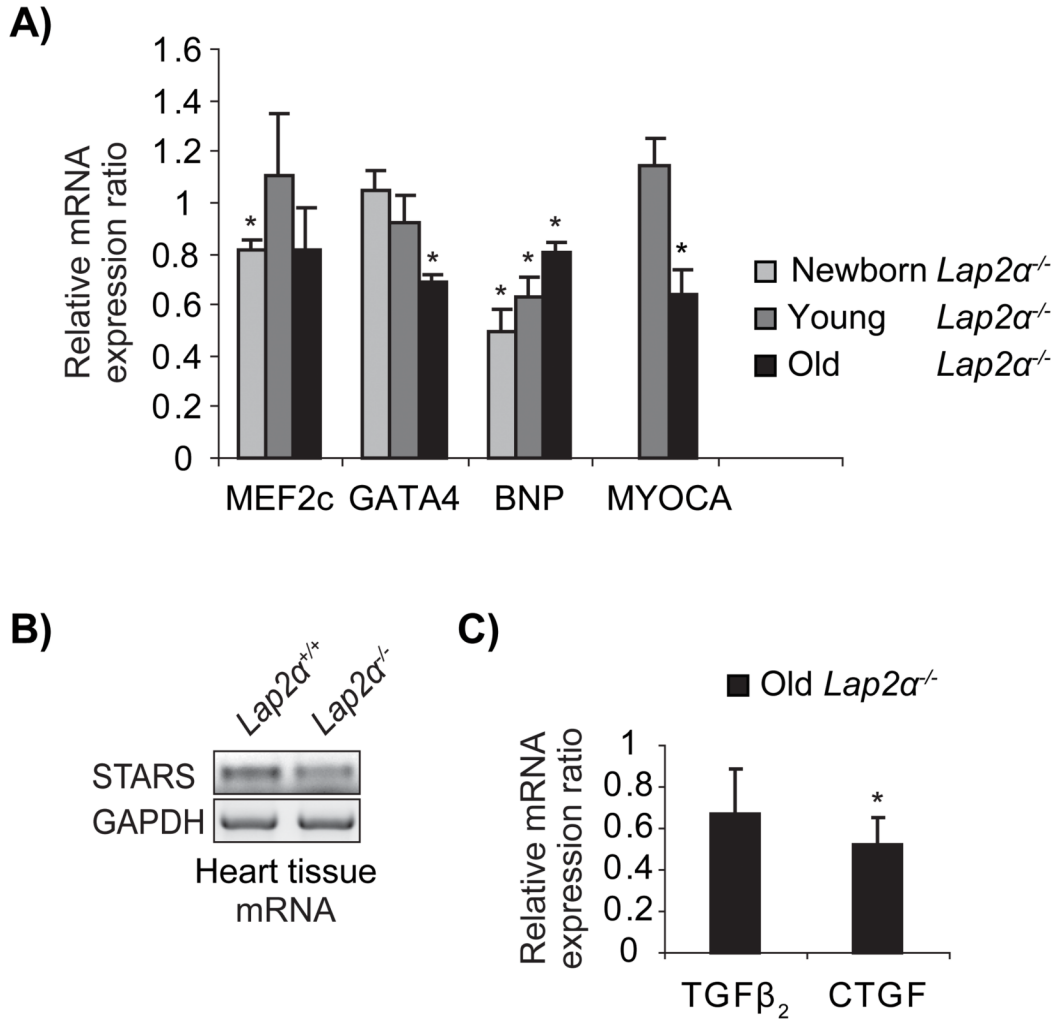 A)
Relative mRNA
expression ratio
1.6
1.4
1.2
1
0.8
0.6
0.4
0.2
0
*
*
*
*
*
*
MEF2c GATA4 BNP MYOCA
Newborn Lap2α-/-
Young Lap2α-/-
Old Lap2α-/-
B)
Lap2α+/+
Lap2α-/-
STARS
GAPDH
Heart tissue
mRNA
C)
Old Lap2α-/-
Relative mRNA
expression ratio
1
0.8
0.6
0.4
0.2
0
*
TGFβ2 CTGF